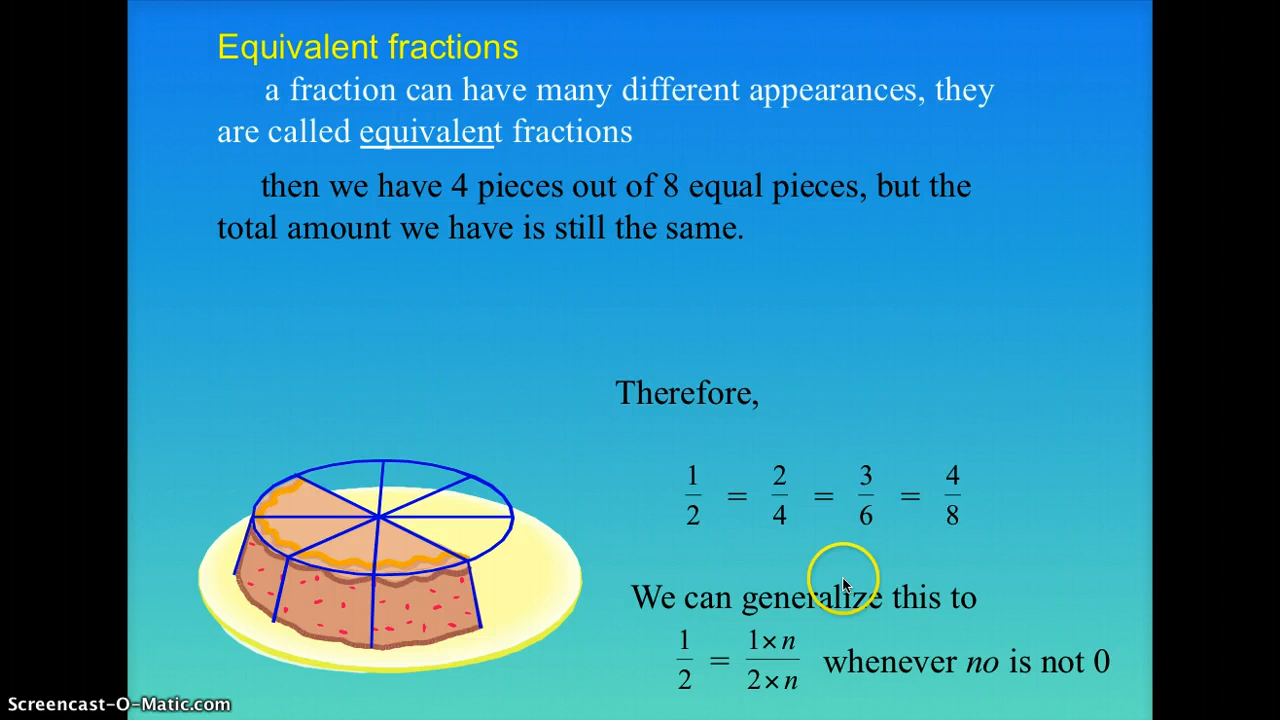 Equivalent fractions
a fraction can have many different appearances, they
are called equivalent fractions
then we have 4 pieces out of 8 equal pieces, but the
total amount we have is still the same.
Therefore,
1/2 = 2/4 = 3/6 = 4/8
We can generalize this to
1/2 = 1×n/2×n whenever no is not 0
Screencast-O-Matic.com